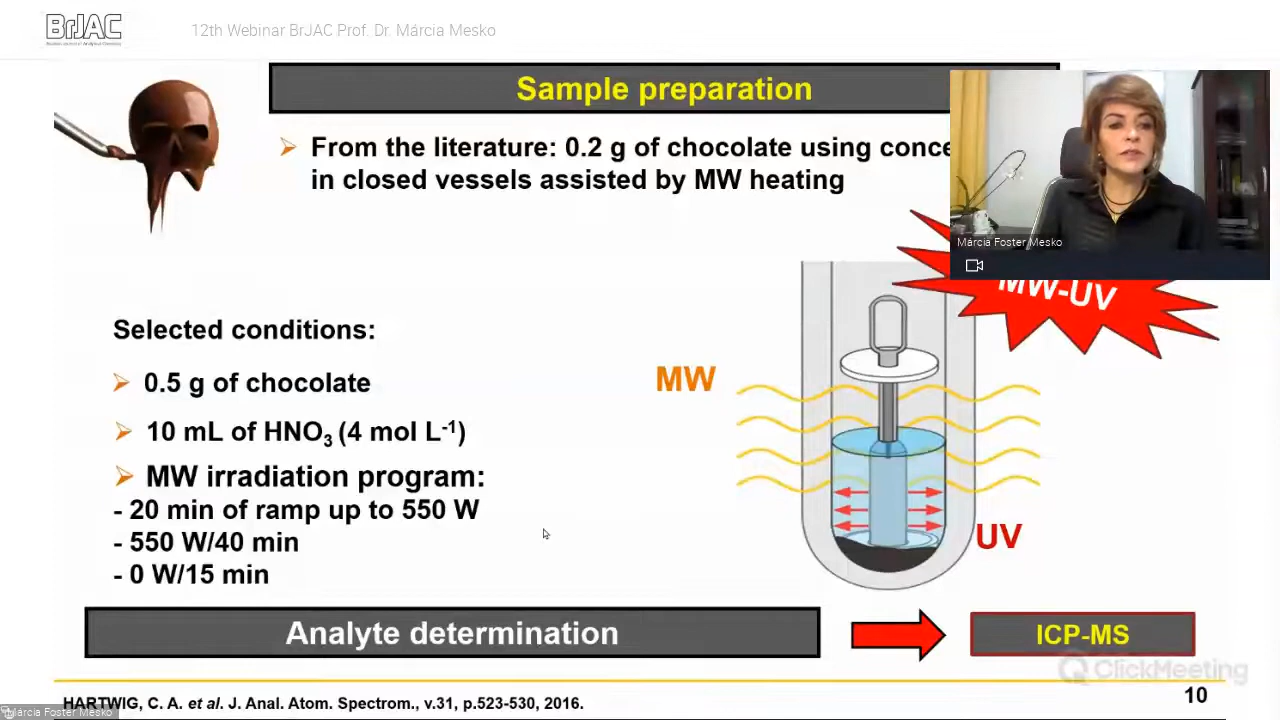 BrJAC
12th Webinar BrJAC Prof. Dr. Márcia Mesko
Sample preparation
➢ From the literature: 0.2 g of chocolate using
in closed vessels assisted by MW heating
Márcia Foster Mesko
MW-UV
Selected conditions:
➢ 0.5 g of chocolate
➢ 10 mL of HNO₃ (4 mol L⁻¹)
➢ MW irradiation program:
- 20 min of ramp up to 550 W
- 550 W/40 min
- 0 W/15 min
MW
UV
Analyte determination
ICP-MS
ClickMeeting
HARTWIG, C. A. et al. J. Anal. Atom. Spectrom., v.31, p.523-530, 2016.
10
Márcia Foster Mesko